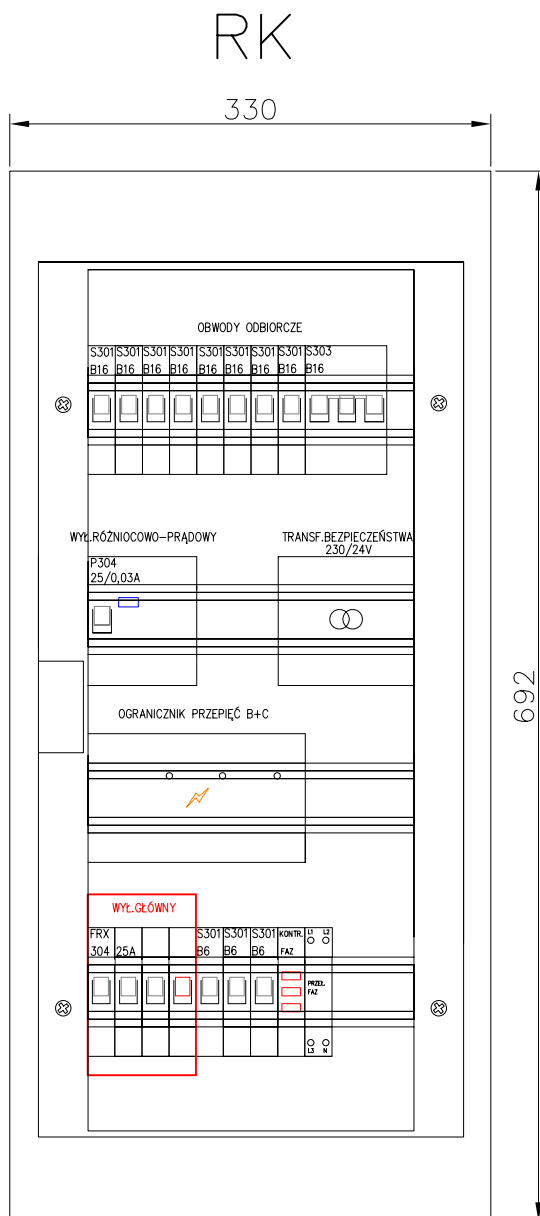 RK
330
692
OBWODY ODBIORCZE
S301 S301 S301 S301 S301 S301 S301 S301 S303
B16 B16 B16 B16 B16 B16 B16 B16 B16
WYŁ.RÓŻNIOCOWO-PRĄDOWY
TRANSF.BEZPIECZEŃSTWA
230/24V
P304
25/0,03A
OGRANICZNIK PRZEPIĘĆ B+C
WYŁ.GŁÓWNY
FRX S301 S301 S301 KONTR. L1 L2
304 25A B6 B6 B6 FAZ
PRZEŁ.
FAZ
L3 N